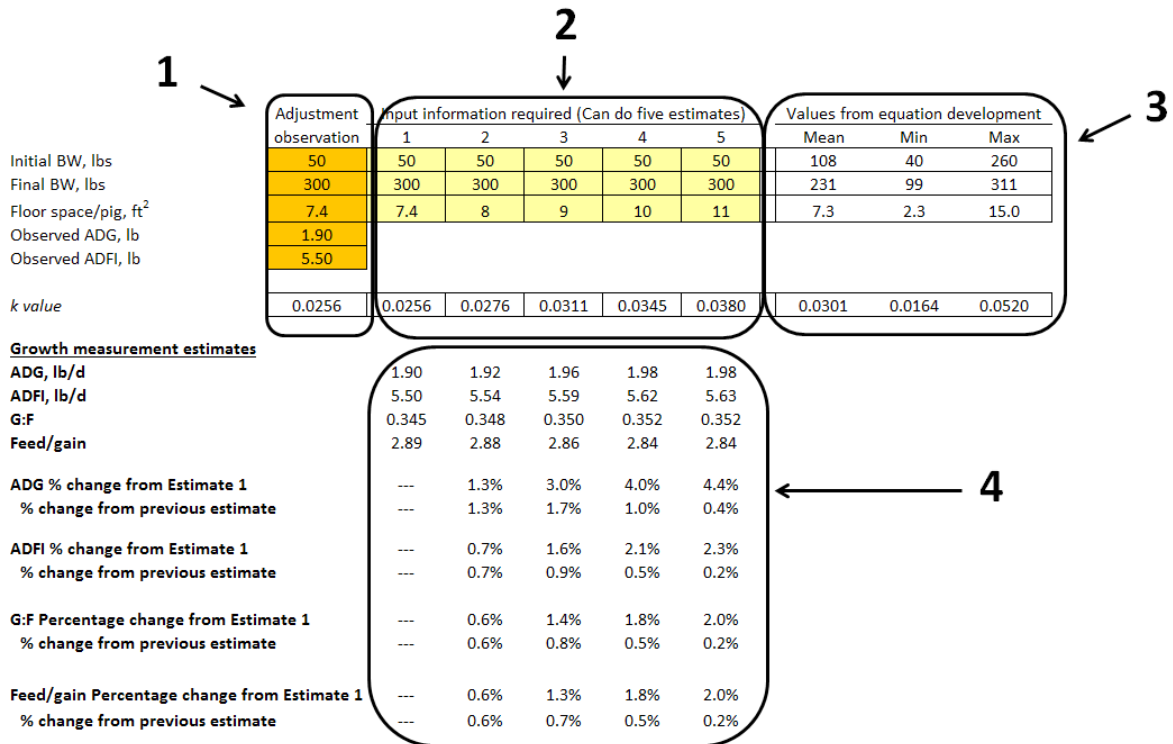 2
1
3
Adjustment Input information required (Can do five estimates) Values from equation development
observation 1 2 3 4 5 Mean Min Max
Initial BW, lbs 50 50 50 50 50 50 108 40 260
Final BW, lbs 300 300 300 300 300 300 231 99 311
Floor space/pig, ft² 7.4 7.4 8 9 10 11 7.3 2.3 15.0
Observed ADG, lb 1.90
Observed ADFI, lb 5.50
k value 0.0256 0.0256 0.0276 0.0311 0.0345 0.0380 0.0301 0.0164 0.0520
Growth measurement estimates
ADG, lb/d 1.90 1.92 1.96 1.98 1.98
ADFI, lb/d 5.50 5.54 5.59 5.62 5.63
G:F 0.345 0.348 0.350 0.352 0.352
Feed/gain 2.89 2.88 2.86 2.84 2.84
ADG % change from Estimate 1 --- 1.3% 3.0% 4.0% 4.4%
4
% change from previous estimate --- 1.3% 1.7% 1.0% 0.4%
ADFI % change from Estimate 1 --- 0.7% 1.6% 2.1% 2.3%
% change from previous estimate --- 0.7% 0.9% 0.5% 0.2%
G:F Percentage change from Estimate 1 --- 0.6% 1.4% 1.8% 2.0%
% change from previous estimate --- 0.6% 0.8% 0.5% 0.2%
Feed/gain Percentage change from Estimate 1 --- 0.6% 1.3% 1.8% 2.0%
% change from previous estimate --- 0.6% 0.7% 0.5% 0.2%